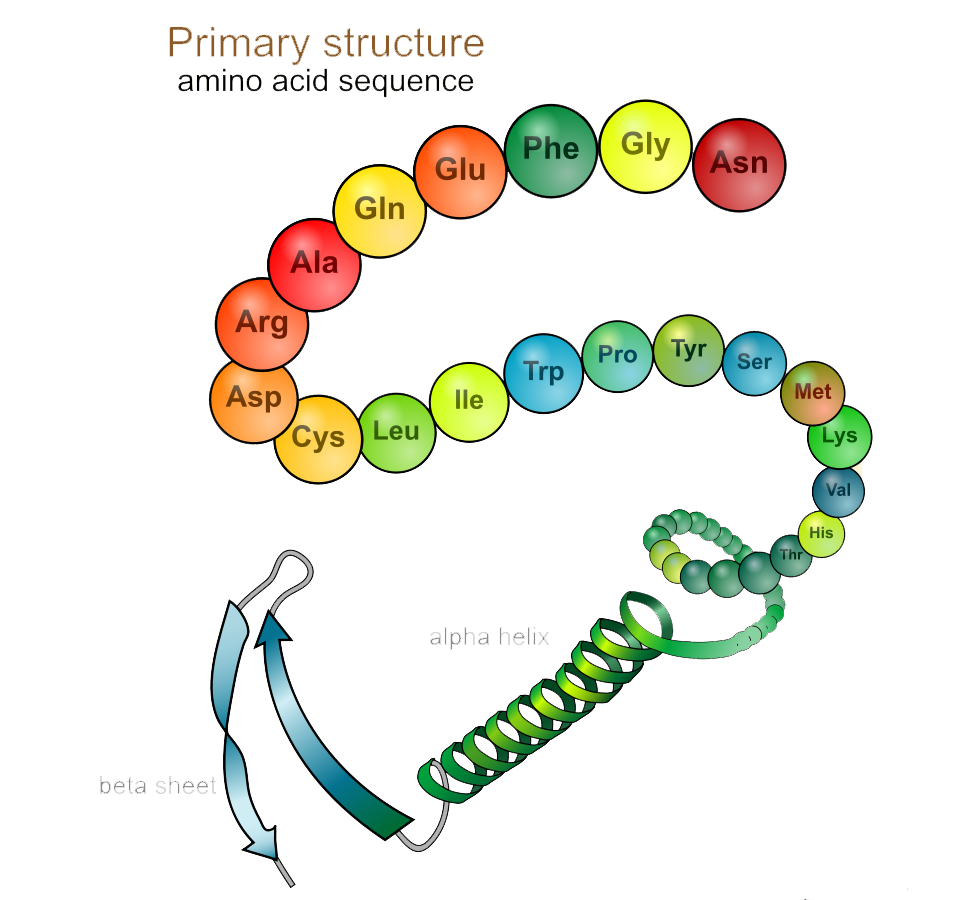 Primary structure
amino acid sequence
Asn
Gly
Phe
Glu
Gln
Ala
Arg
Asp
Cys
Leu
Ile
Trp
Pro
Tyr
Ser
Met
Lys
Val
His
Thr
alpha helix
beta sheet